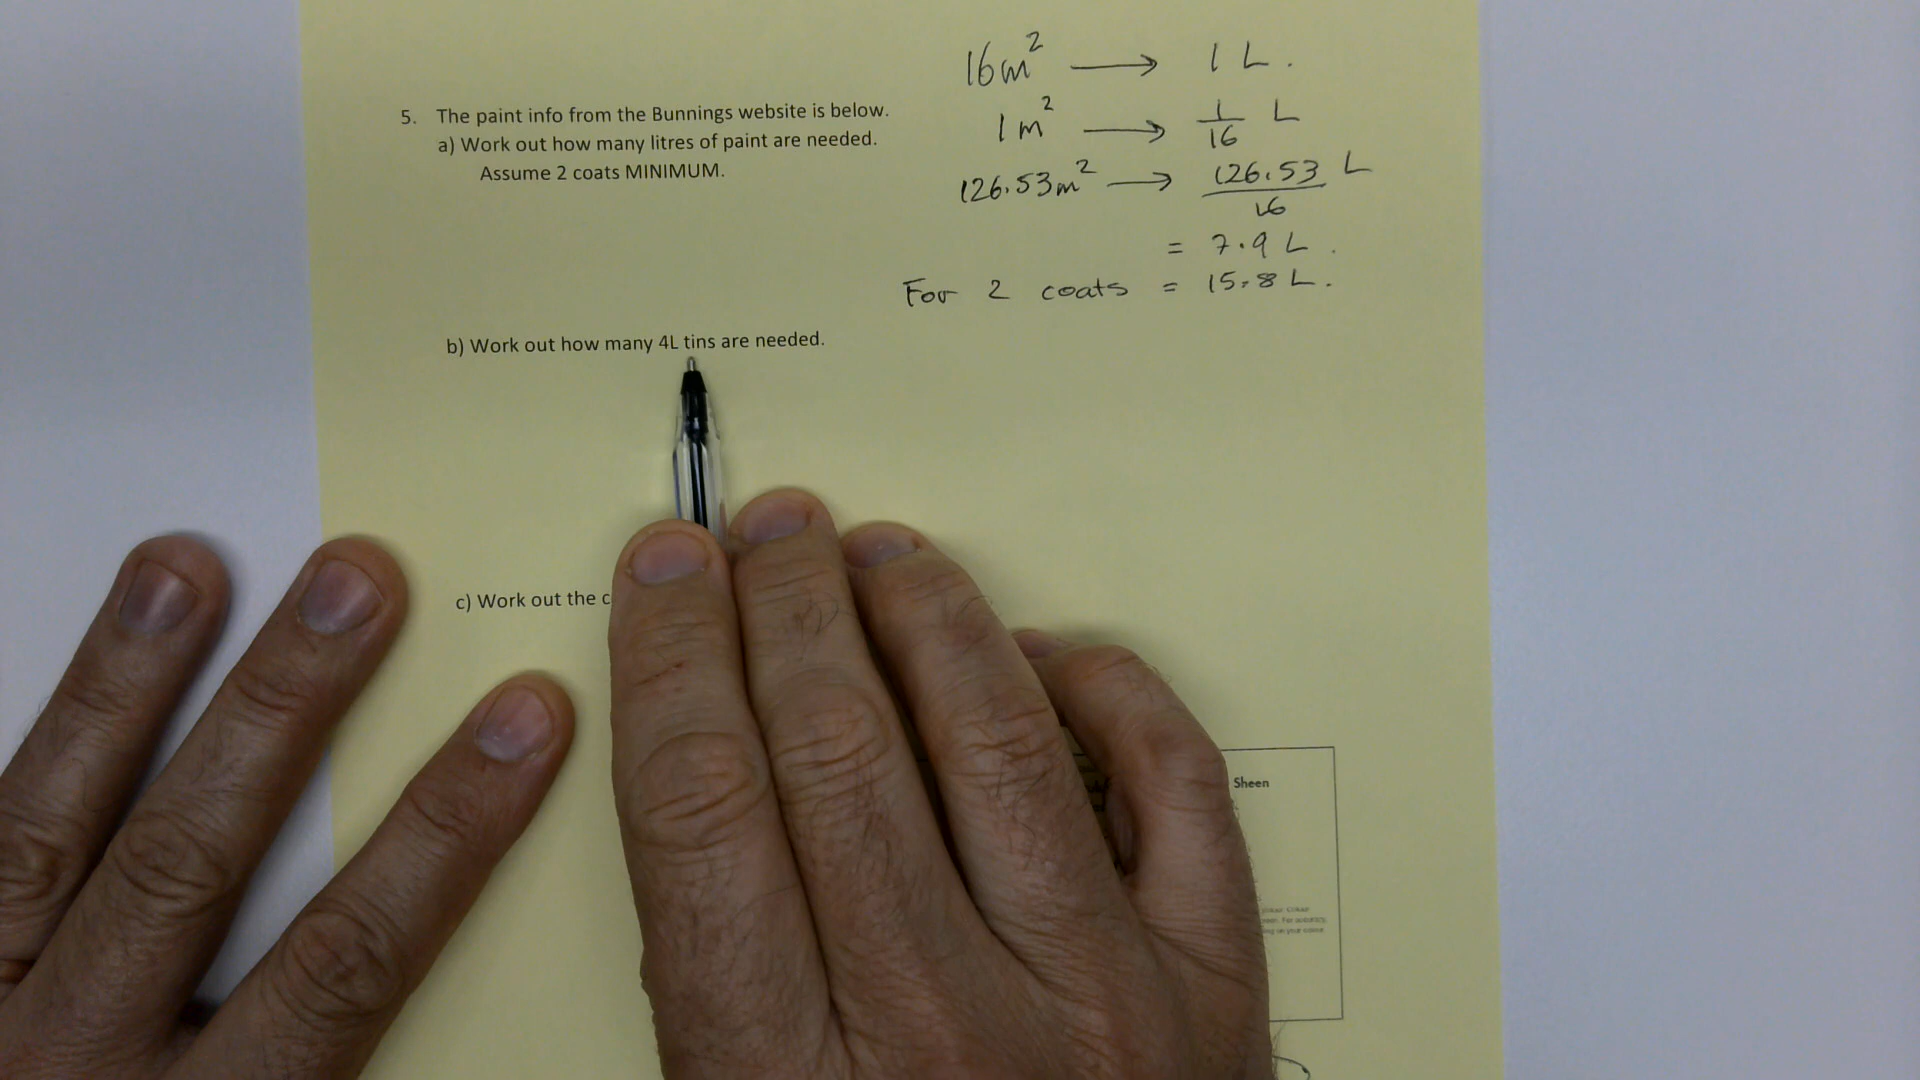 16m² → 1 L.
1m² → 1/16 L
126.53m² → 126.53/16 L
= 7.9 L.
For 2 coats = 15.8 L.
5. The paint info from the Bunnings website is below.
a) Work out how many litres of paint are needed.
Assume 2 coats MINIMUM.
b) Work out how many 4L tins are needed.
c) Work out the c
Sheen